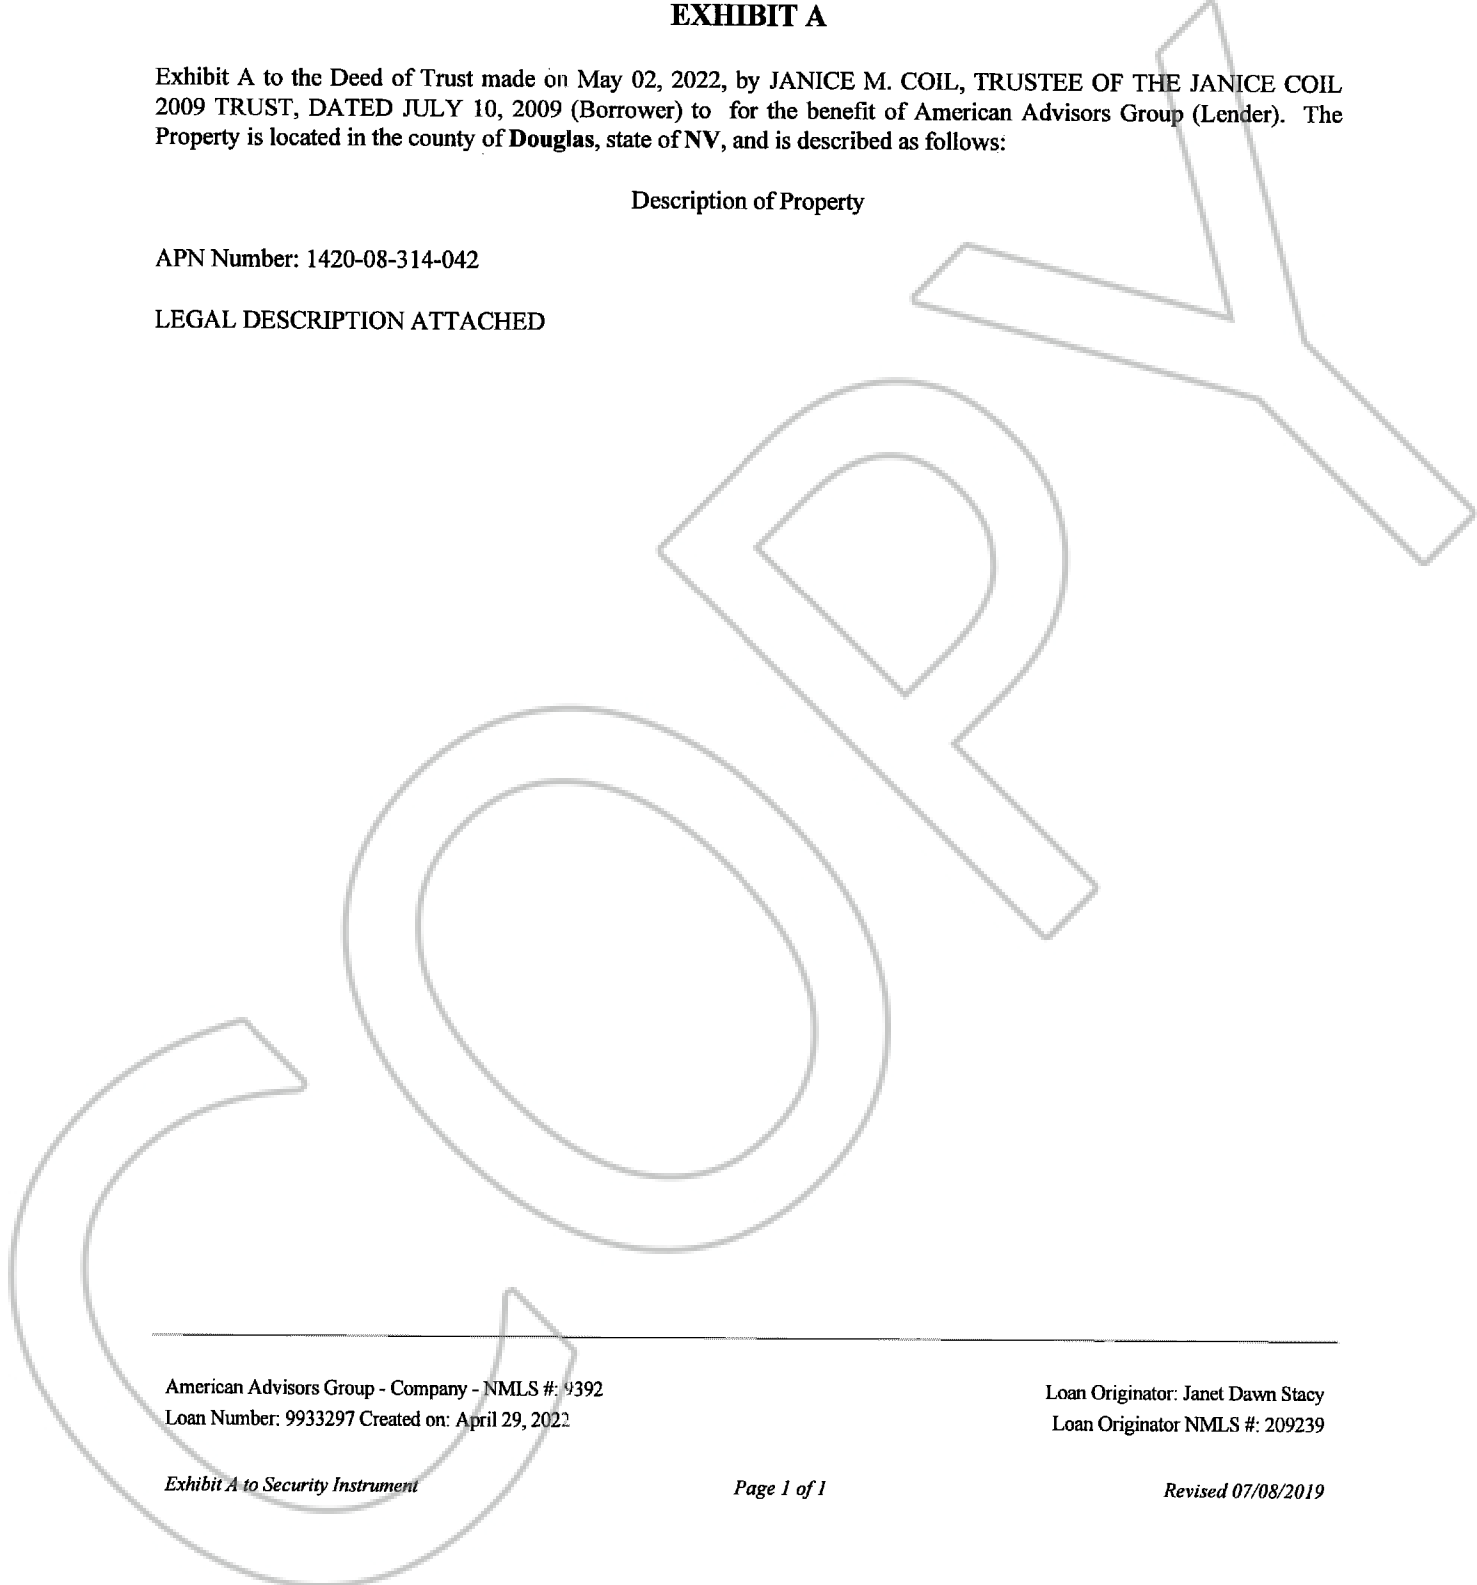 EXHIBIT A
Exhibit A to the Deed of Trust made on May 02, 2022, by JANICE M. COIL, TRUSTEE OF THE JANICE COIL
2009 TRUST, DATED JULY 10, 2009 (Borrower) to for the benefit of American Advisors Group (Lender). The
Property is located in the county of Douglas, state of NV, and is described as follows:
Description of Property
APN Number: 1420-08-314-042
LEGAL DESCRIPTION ATTACHED
COPY
American Advisors Group - Company - NMLS #: 9392
Loan Originator: Janet Dawn Stacy
Loan Number: 9933297 Created on: April 29, 2022
Loan Originator NMLS #: 209239
Exhibit A to Security Instrument
Page 1 of 1
Revised 07/08/2019